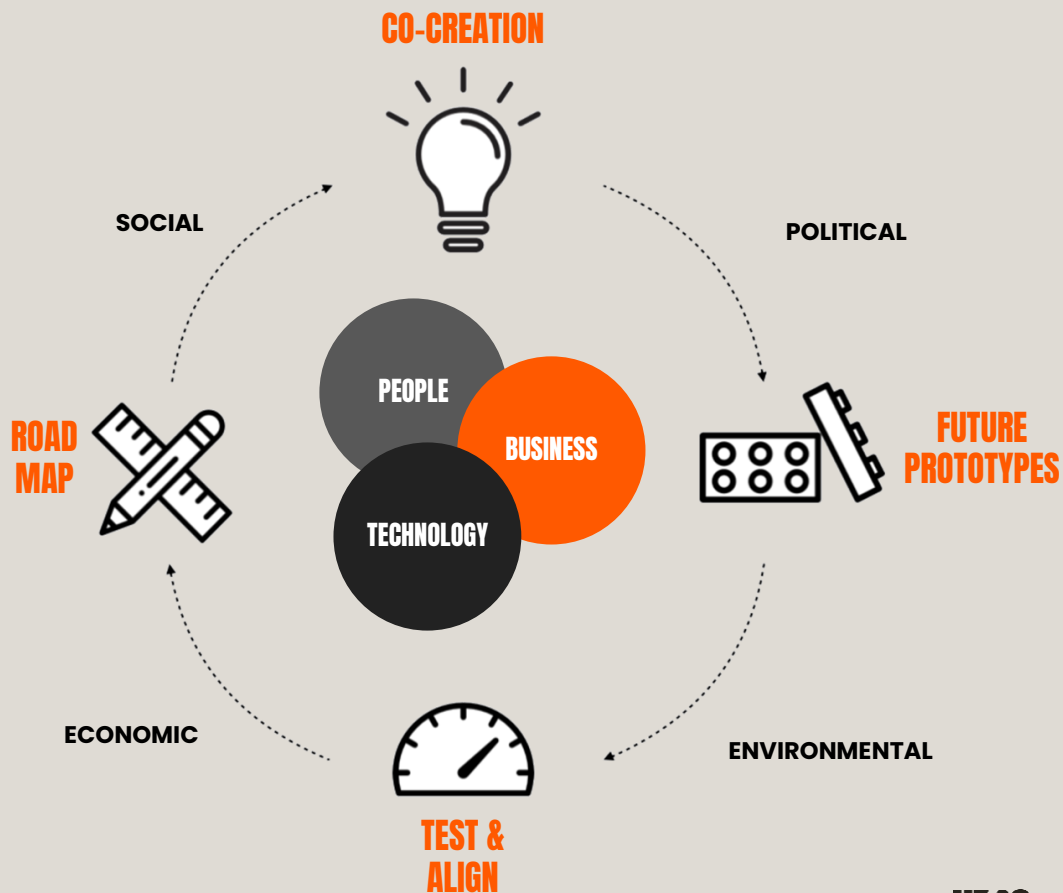 CO-CREATION
SOCIAL
POLITICAL
PEOPLE
BUSINESS
TECHNOLOGY
ROAD
MAP
FUTURE
PROTOTYPES
ECONOMIC
ENVIRONMENTAL
TEST &
ALIGN